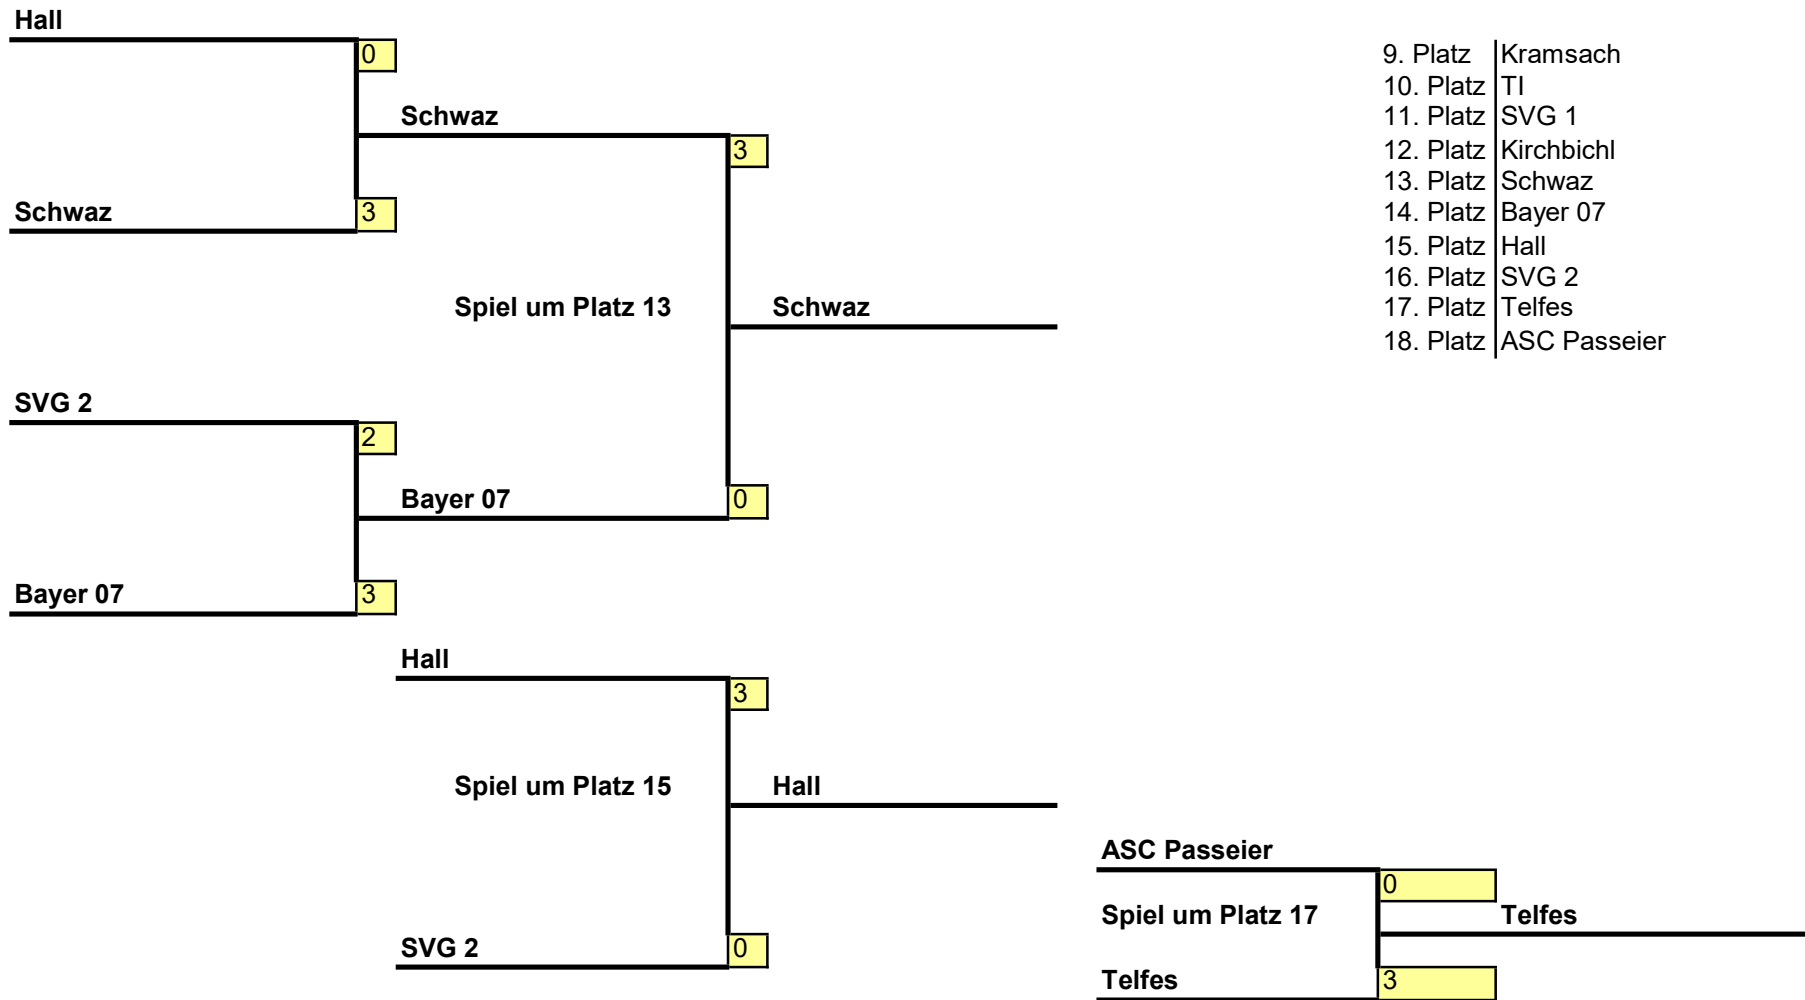 Hall
0
Schwaz
3
Schwaz
3
Spiel um Platz 13
Schwaz
SVG 2
2
Bayer 07
0
Bayer 07
3
Hall
3
Spiel um Platz 15
Hall
SVG 2
0
9. Platz Kramsach
10. Platz TI
11. Platz SVG 1
12. Platz Kirchbichl
13. Platz Schwaz
14. Platz Bayer 07
15. Platz Hall
16. Platz SVG 2
17. Platz Telfes
18. Platz ASC Passeier
ASC Passeier
0
Spiel um Platz 17
Telfes
Telfes
3